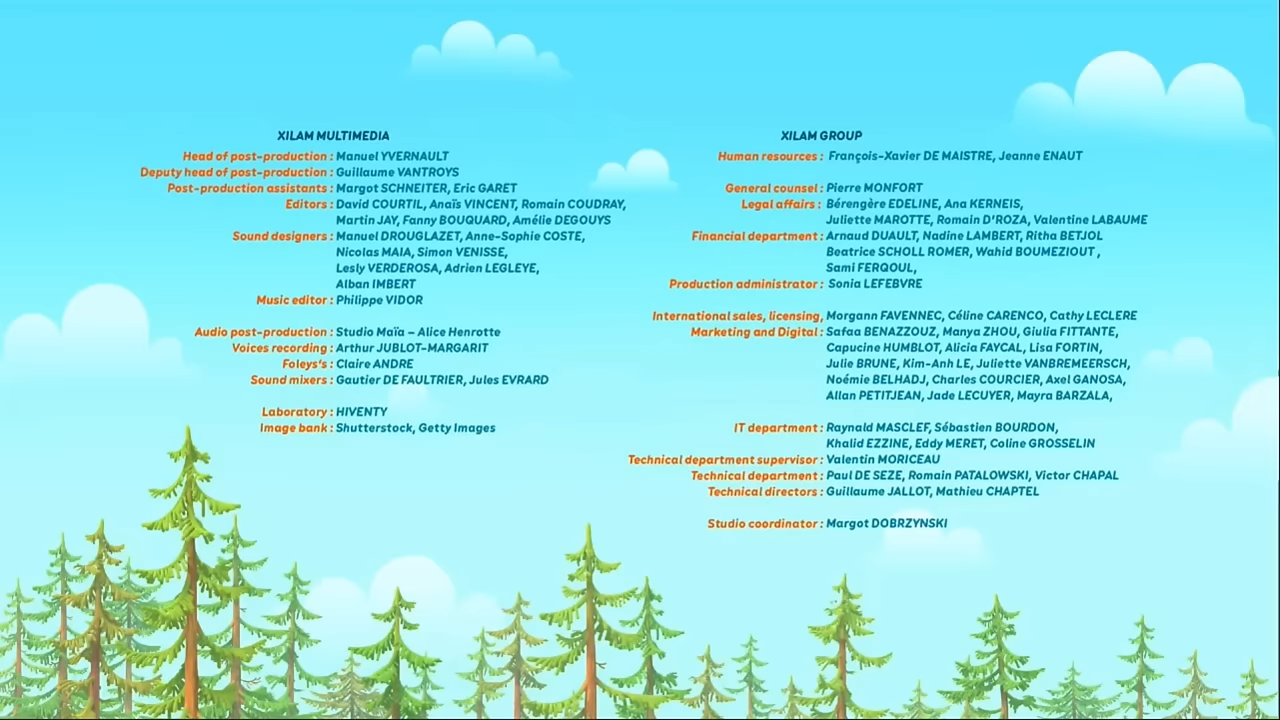 XILAM MULTIMEDIA
Head of post-production : Manuel YVERNAULT
Deputy head of post-production : Guillaume VANTROYS
Post-production assistants : Margot SCHNEITER, Eric GARET
Editors : David COURTIL, Anaïs VINCENT, Romain COUDRAY,
Martin JAY, Fanny BOUQUARD, Amélie DEGOUYS
Sound designers : Manuel DROUGLAZET, Anne-Sophie COSTE,
Nicolas MAIA, Simon VENISSE,
Lesly VERDEROSA, Adrien LEGLEYE,
Alban IMBERT
Music editor : Philippe VIDOR
Audio post-production : Studio Maïa – Alice Henrotte
Voices recording : Arthur JUBLOT-MARGARIT
Foleys's : Claire ANDRE
Sound mixers : Gautier DE FAULTRIER, Jules EVRARD
Laboratory : HIVENTY
Image bank : Shutterstock, Getty Images
XILAM GROUP
Human resources : François-Xavier DE MAISTRE, Jeanne ENAUT
General counsel : Pierre MONFORT
Legal affairs : Bérengère EDELINE, Ana KERNEIS,
Juliette MAROTTE, Romain D'ROZA, Valentine LABAUME
Financial department : Arnaud DUAULT, Nadine LAMBERT, Ritha BETJOL
Beatrice SCHOLL ROMER, Wahid BOUMEZIOUT ,
Sami FERQOUL,
Production administrator : Sonia LEFEBVRE
International sales, licensing, Morgann FAVENNEC, Céline CARENCO, Cathy LECLERE
Marketing and Digital : Safaa BENAZZOUZ, Manya ZHOU, Giulia FITTANTE,
Capucine HUMBLOT, Alicia FAYCAL, Lisa FORTIN,
Julie BRUNE, Kim-Anh LE, Juliette VANBREMEERSCH,
Noémie BELHADJ, Charles COURCIER, Axel GANOSA,
Allan PETITJEAN, Jade LECUYER, Mayra BARZALA,
IT department : Raynald MASCLEF, Sébastien BOURDON,
Khalid EZZINE, Eddy MERET, Coline GROSSELIN
Technical department supervisor : Valentin MORICEAU
Technical department : Paul DE SEZE, Romain PATALOWSKI, Victor CHAPAL
Technical directors : Guillaume JALLOT, Mathieu CHAPTEL
Studio coordinator : Margot DOBRZYNSKI